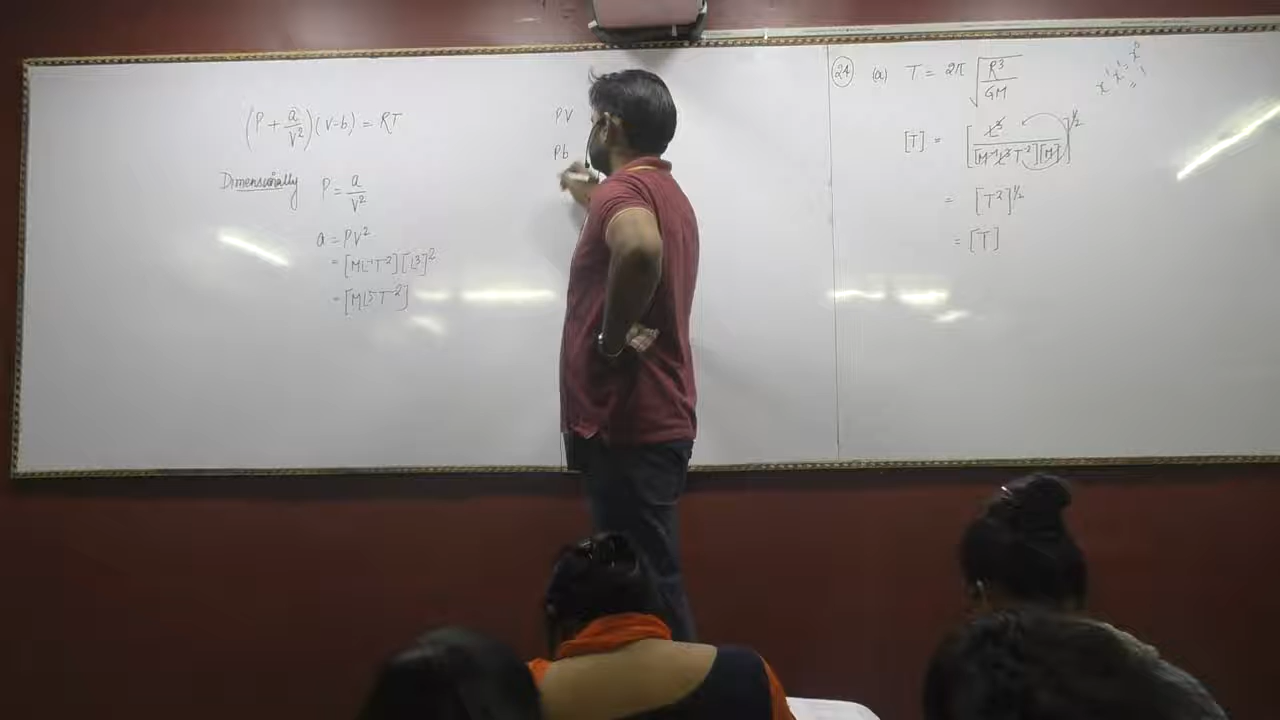 (P + a/V²)(V-b) = RT
Dimensionally P = a/V²
a = PV²
= [ML⁻¹T⁻²][L³]²
= [ML⁵T⁻²]
PV
Pb
24 (a) T = 2π √(R³/GM)
[T] = [L³/[M⁻¹L³T⁻²][M]]^1/2
= [T²]^1/2
= [T]